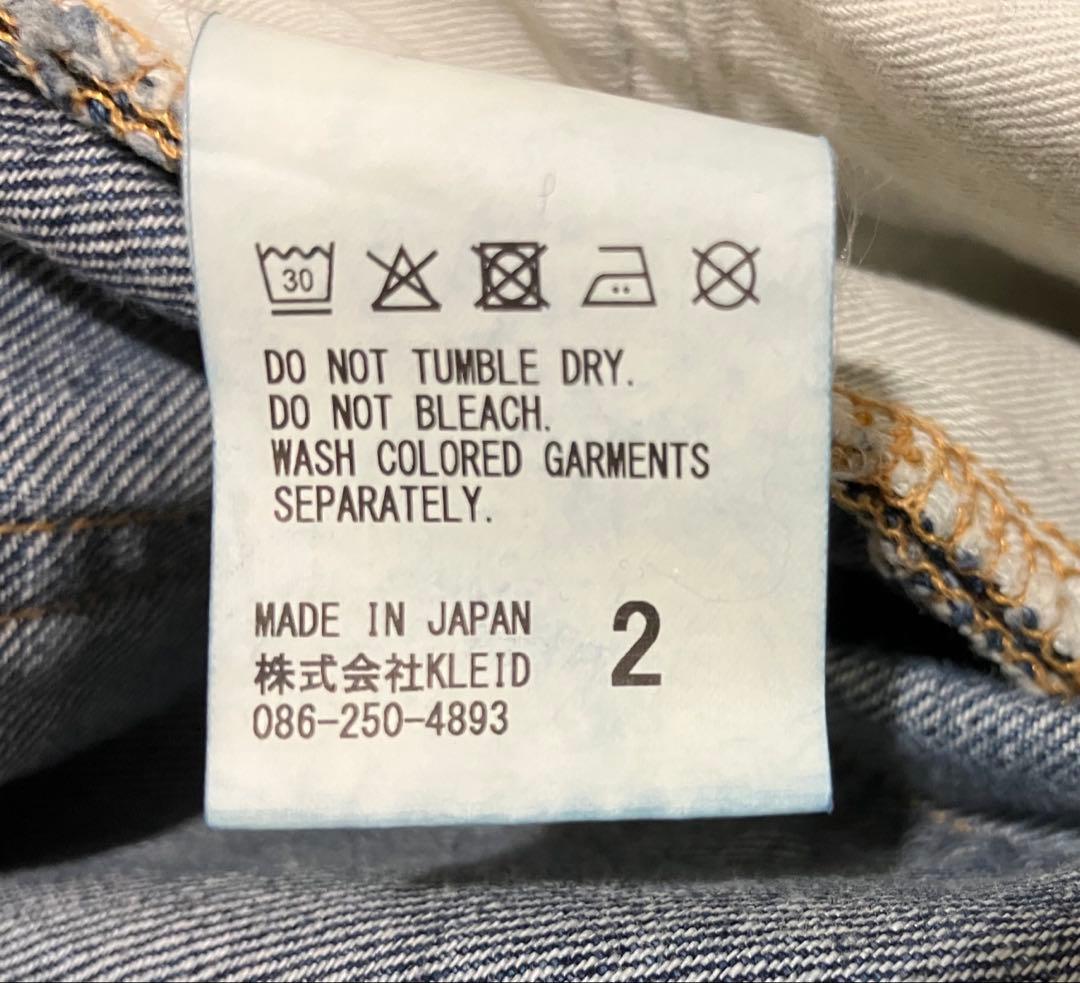 30
DO NOT TUMBLE DRY.
DO NOT BLEACH.
WASH COLORED GARMENTS
SEPARATELY.
MADE IN JAPAN
株式会社KLEID
086-250-4893
2